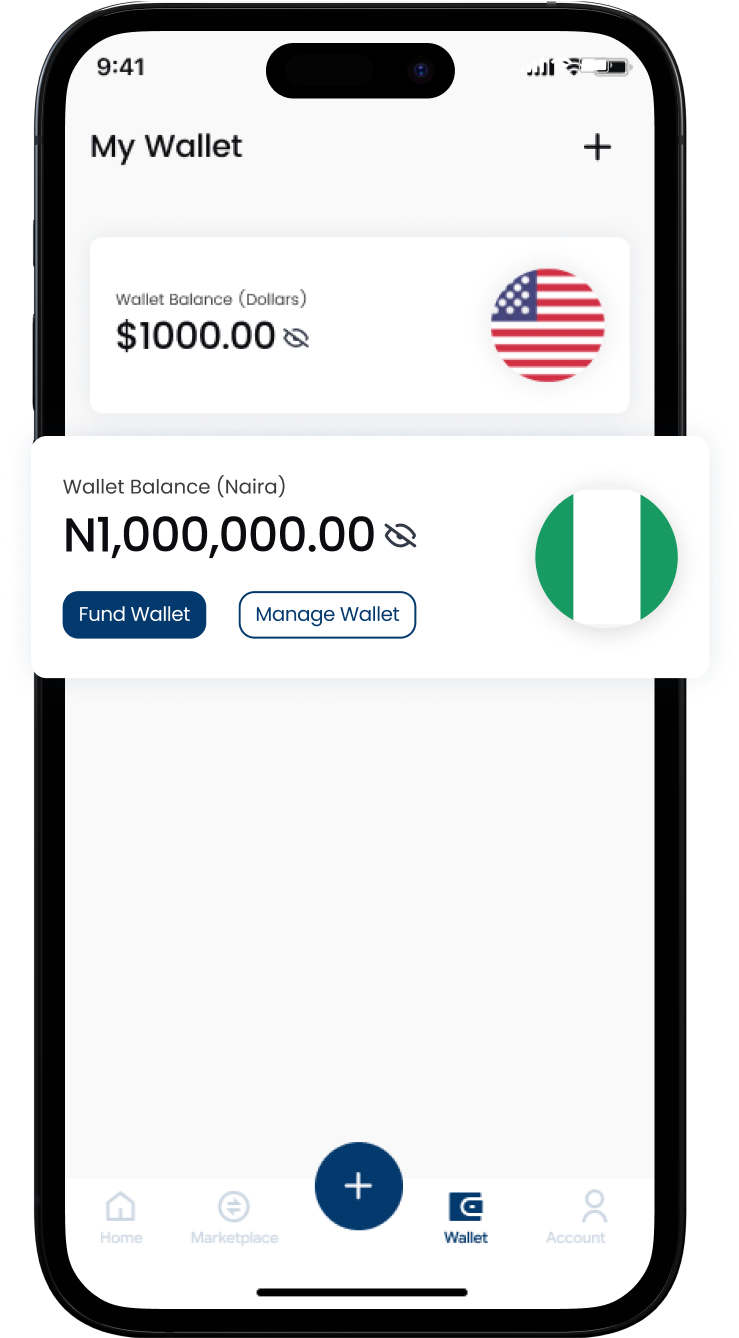 9:41
My Wallet
Wallet Balance (Dollars)
$1000.00
Wallet Balance (Naira)
N1,000,000.00
Fund Wallet Manage Wallet
Home Marketplace Wallet Account